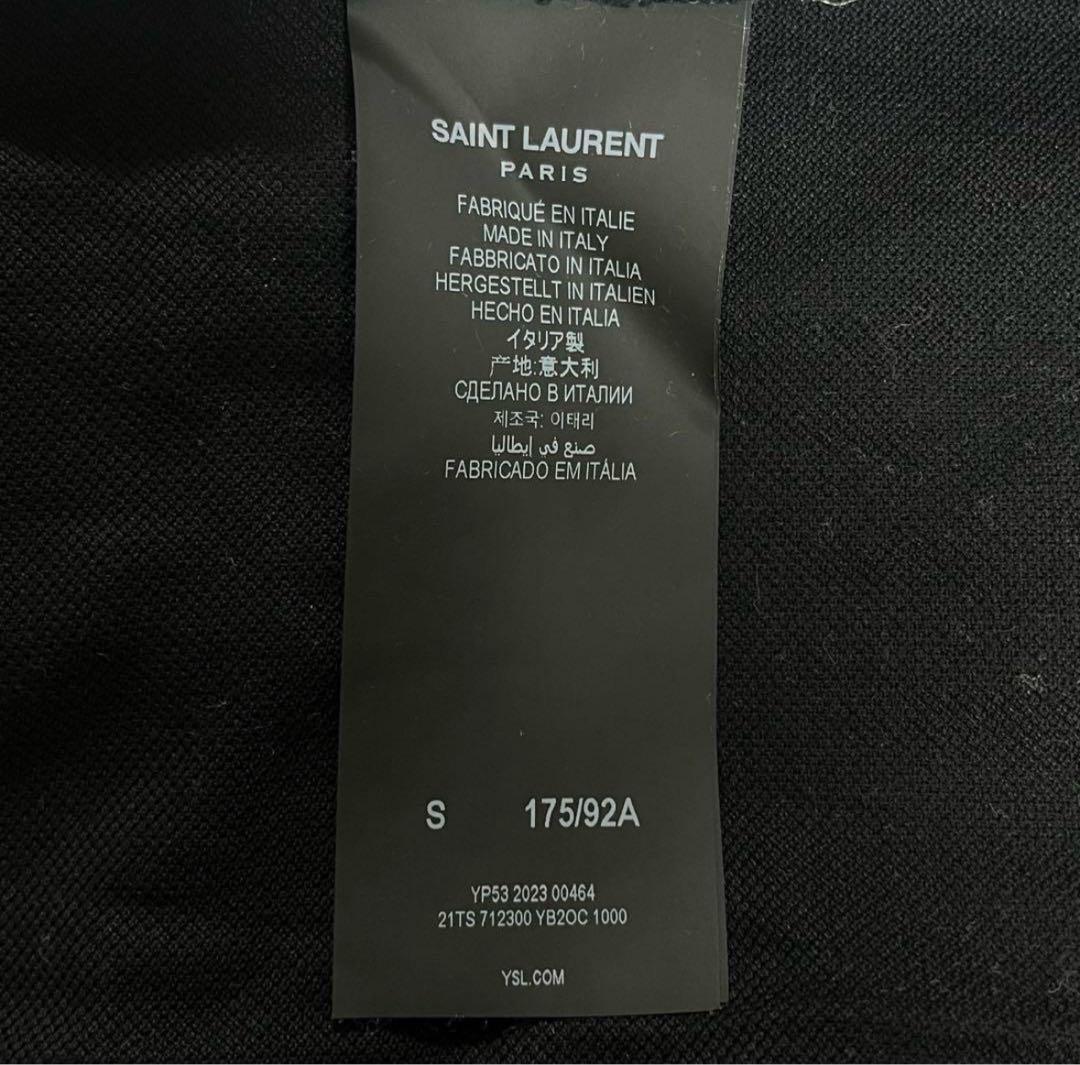 SAINT LAURENT
PARIS
FABRIQUÉ EN ITALIE
MADE IN ITALY
FABBRICATO IN ITALIA
HERGESTELLT IN ITALIEN
HECHO EN ITALIA
イタリア製
产地:意大利
СДЕЛАНО В ИТАЛИИ
제조국: 이태리
صنع في إيطاليا
FABRICADO EM ITÁLIA
S 175/92A
YP53 2023 00464
21TS 712300 YB2OC 1000
YSL.COM